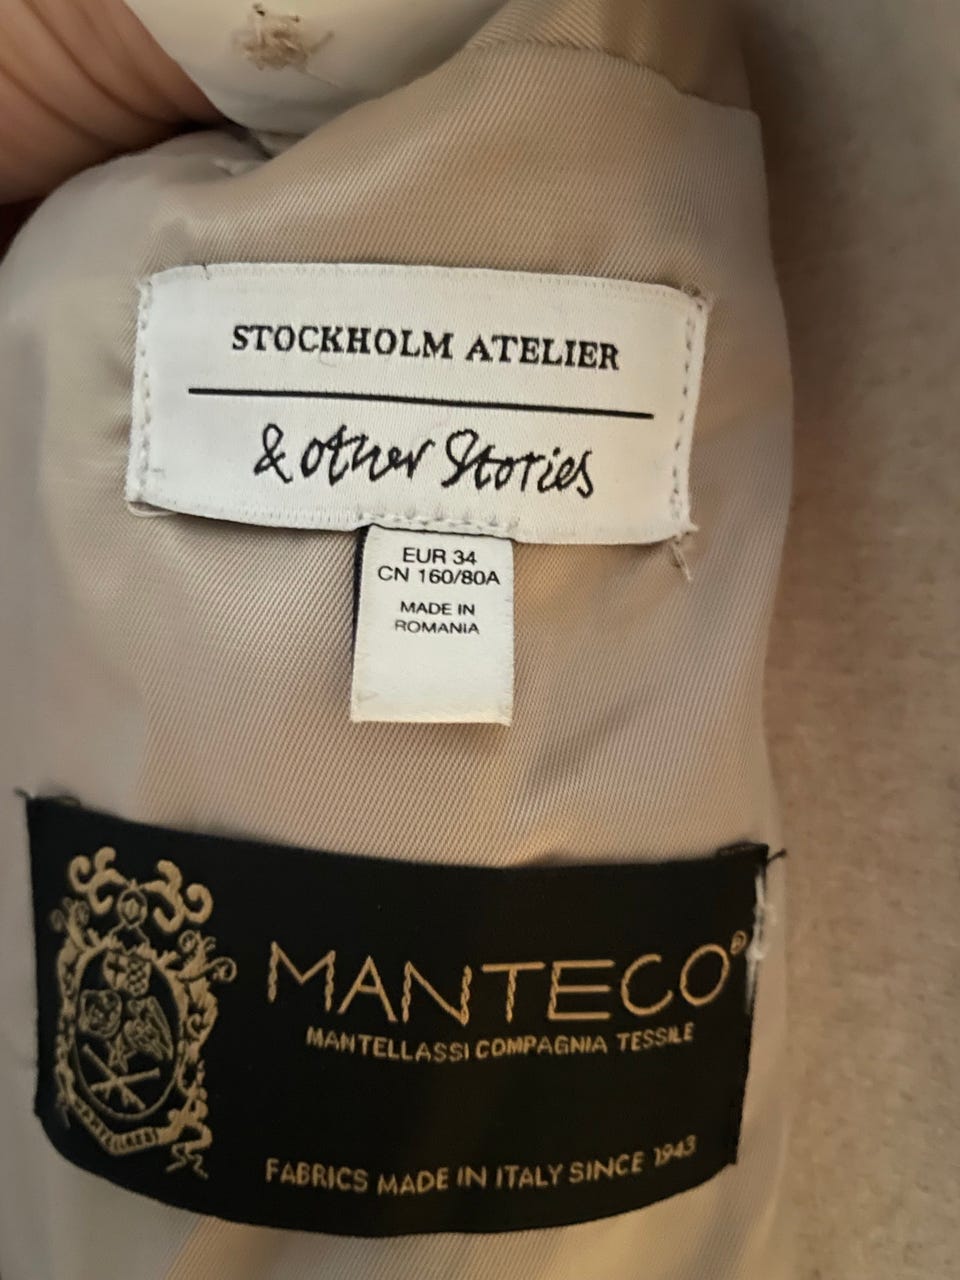 STOCKHOLM ATELIER
& other Stories
EUR 34
CN 160/80A
MADE IN
ROMANIA
MANTECO®
MANTELLASSI COMPAGNIA TESSILE
FABRICS MADE IN ITALY SINCE 1943